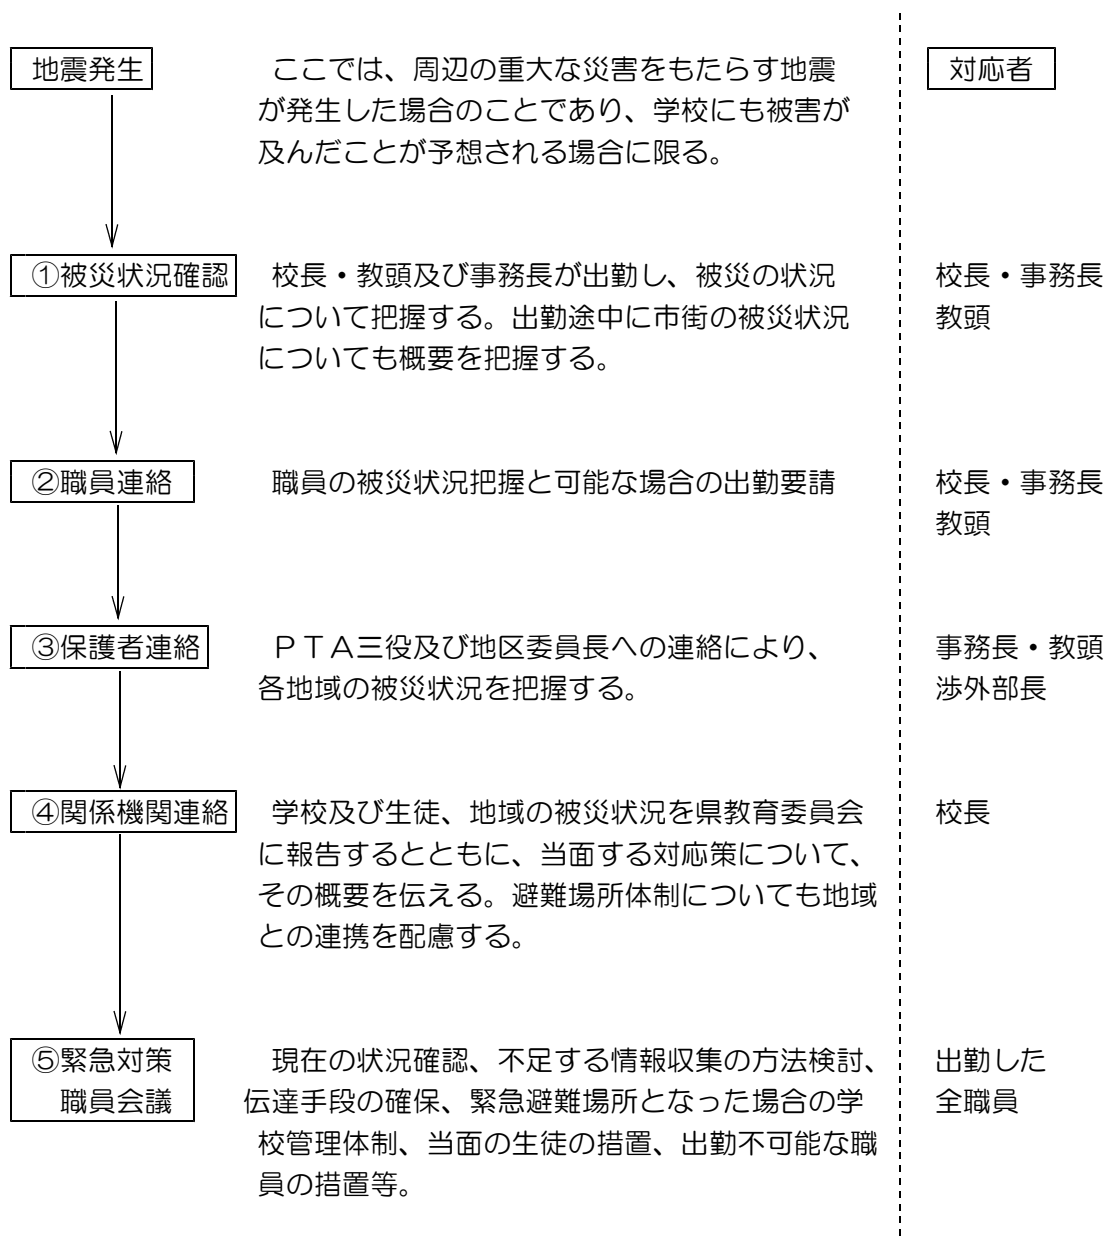 地震発生 ここでは、周辺の重大な災害をもたらす地震 対応者
が発生した場合のことであり、学校にも被害が
及んだことが予想される場合に限る。
①被災状況確認 校長・教頭及び事務長が出勤し、被災の状況 校長・事務長
について把握する。出勤途中に市街の被災状況 教頭
についても概要を把握する。
②職員連絡 職員の被災状況把握と可能な場合の出勤要請 校長・事務長
教頭
③保護者連絡 ＰＴＡ三役及び地区委員長への連絡により、 事務長・教頭
各地域の被災状況を把握する。 渉外部長
④関係機関連絡 学校及び生徒、地域の被災状況を県教育委員会 校長
に報告するとともに、当面する対応策について、
その概要を伝える。避難場所体制についても地域
との連携を配慮する。
⑤緊急対策 現在の状況確認、不足する情報収集の方法検討、 出勤した
職員会議 伝達手段の確保、緊急避難場所となった場合の学 全職員
校管理体制、当面の生徒の措置、出勤不可能な職
員の措置等。